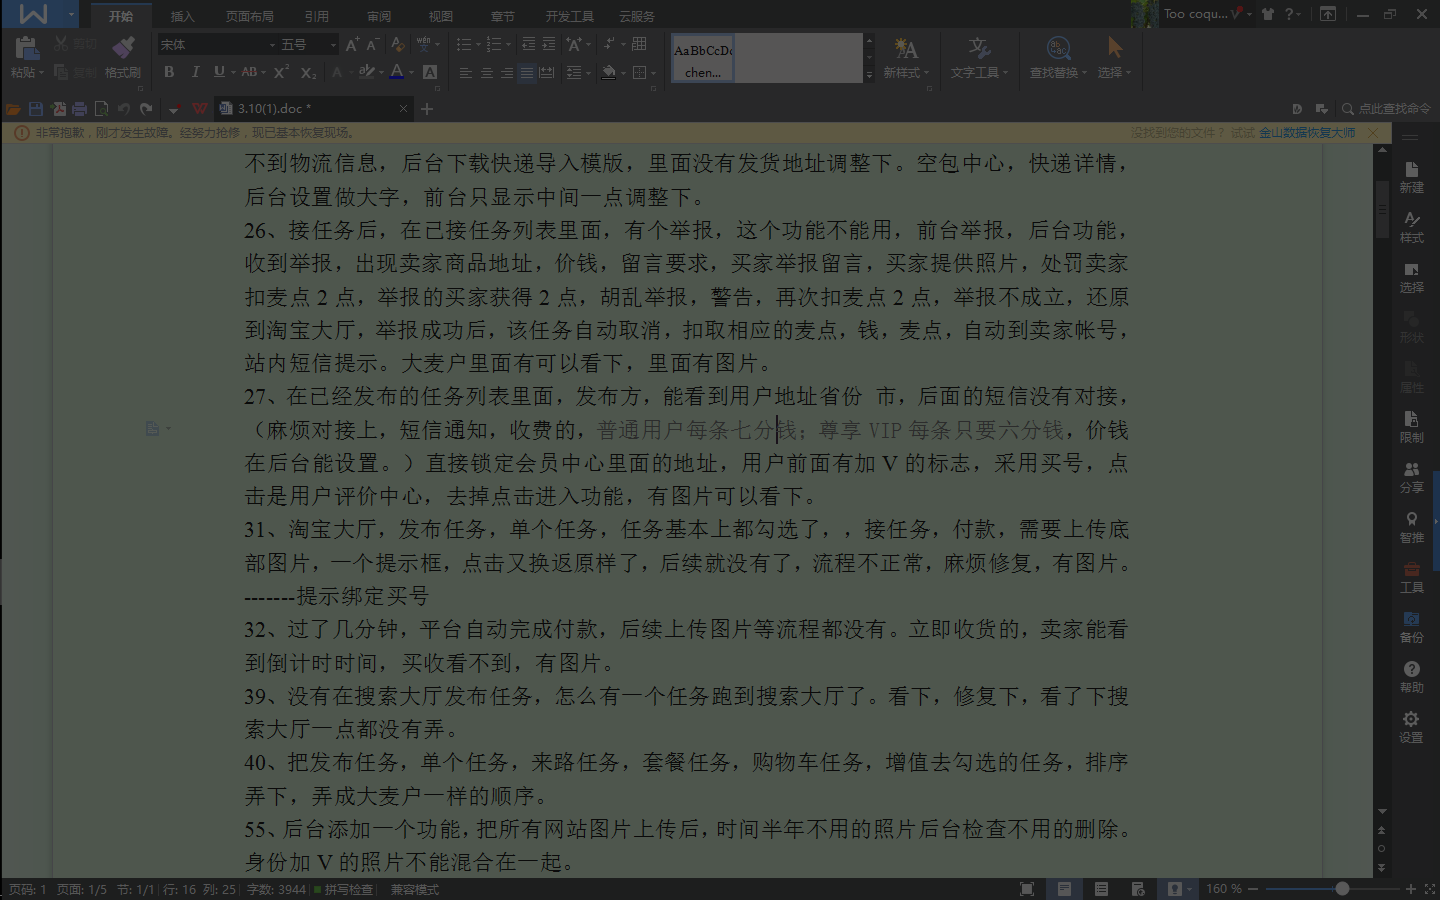 开始 插入 页面布局 引用 审阅 视图 章节 开发工具 云服务 Too coqu...
粘贴 剪切 复制 格式刷 宋体 五号 AaBbCcDc chen... 新样式 文字工具 查找替换 选择
3.10(1).doc * 点此查找命令
非常抱歉，刚才发生故障。经努力抢修，现已基本恢复现场。 没找到您的文件？ 试试 金山数据恢复大师
不到物流信息，后台下载快递导入模版，里面没有发货地址调整下。空包中心，快递详情，
后台设置做大字，前台只显示中间一点调整下。
26、接任务后，在已接任务列表里面，有个举报，这个功能不能用，前台举报，后台功能，
收到举报，出现卖家商品地址，价钱，留言要求，买家举报留言，买家提供照片，处罚卖家
扣麦点 2 点，举报的买家获得 2 点，胡乱举报，警告，再次扣麦点 2 点，举报不成立，还原
到淘宝大厅，举报成功后，该任务自动取消，扣取相应的麦点，钱，麦点，自动到卖家帐号，
站内短信提示。大麦户里面有可以看下，里面有图片。
27、在已经发布的任务列表里面，发布方，能看到用户地址省份 市，后面的短信没有对接，
（麻烦对接上，短信通知，收费的，普通用户每条七分钱；尊享 VIP 每条只要六分钱，价钱
在后台能设置。）直接锁定会员中心里面的地址，用户前面有加 V 的标志，采用买号，点
击是用户评价中心，去掉点击进入功能，有图片可以看下。
31、淘宝大厅，发布任务，单个任务，任务基本上都勾选了，，接任务，付款，需要上传底
部图片，一个提示框，点击又换返原样了，后续就没有了，流程不正常，麻烦修复，有图片。
-------提示绑定买号
32、过了几分钟，平台自动完成付款，后续上传图片等流程都没有。立即收货的，卖家能看
到倒计时时间，买收看不到，有图片。
39、没有在搜索大厅发布任务，怎么有一个任务跑到搜索大厅了。看下，修复下，看了下搜
索大厅一点都没有弄。
40、把发布任务，单个任务，来路任务，套餐任务，购物车任务，增值去勾选的任务，排序
弄下，弄成大麦户一样的顺序。
55、后台添加一个功能，把所有网站图片上传后，时间半年不用的照片后台检查不用的删除。
身份加 V 的照片不能混合在一起。
新建
样式
选择
形状
属性
限制
分享
智推
工具
备份
帮助
设置
页码: 1 页面: 1/5 节: 1/1 行: 16 列: 25 字数: 3944 拼写检查 兼容模式 160 %